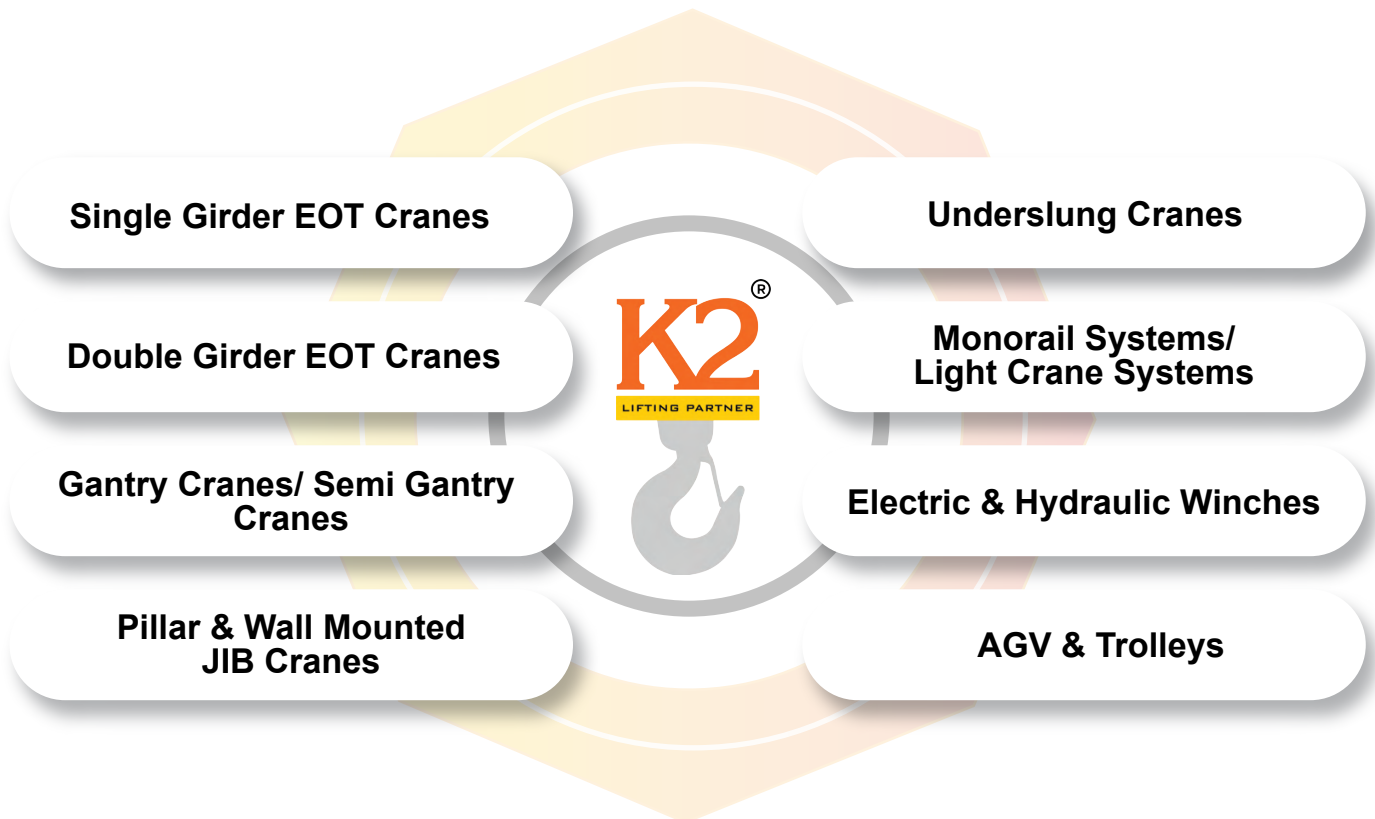 Single Girder EOT Cranes
Double Girder EOT Cranes
Gantry Cranes/ Semi Gantry
Cranes
Pillar & Wall Mounted
JIB Cranes
K2®
LIFTING PARTNER
Underslung Cranes
Monorail Systems/
Light Crane Systems
Electric & Hydraulic Winches
AGV & Trolleys